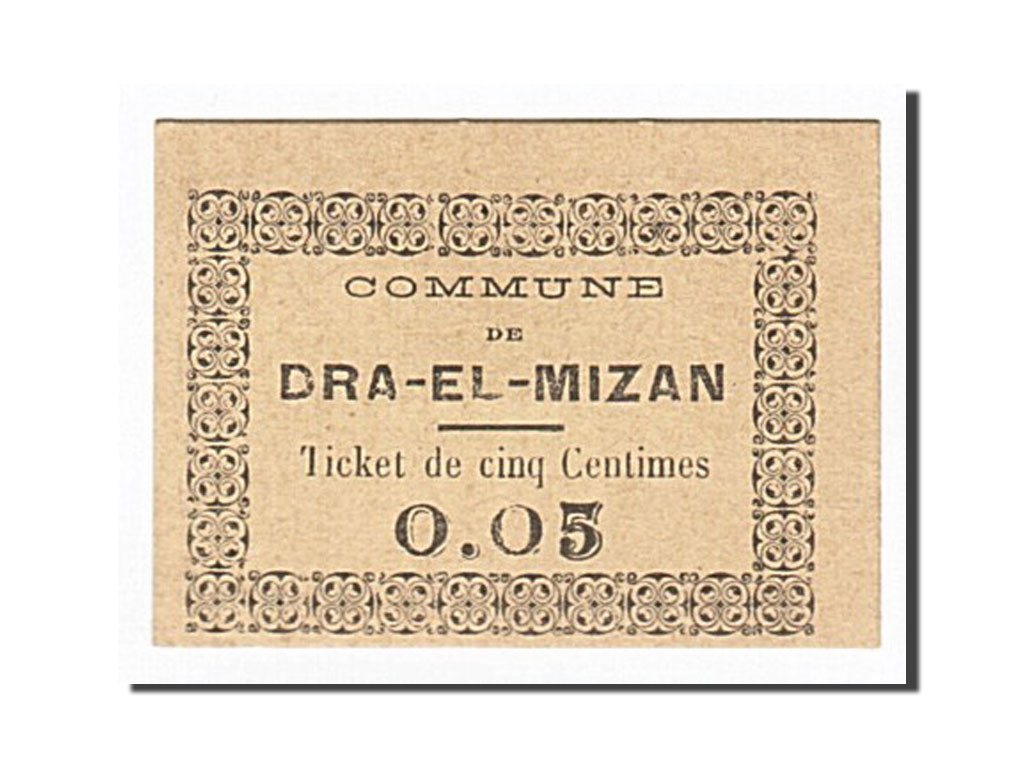 COMMUNE
DE
DRA-EL-MIZAN
Ticket de cinq Centimes
0.05